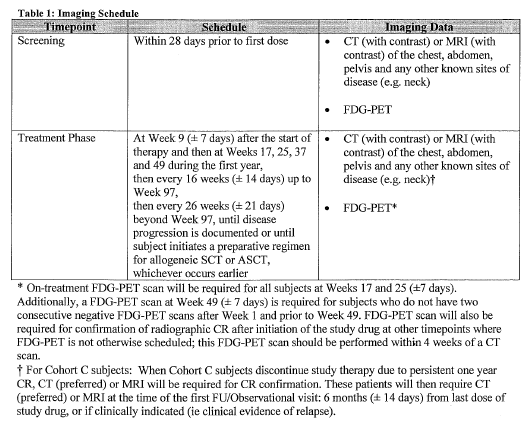 Table 1: Imaging Schedule
Timepoint Schedule Imaging Data
Screening
Within 28 days prior to first dose
• CT (with contrast) or MRI (with
contrast) of the chest, abdomen,
pelvis and any other known sites of
disease (e.g. neck)
• FDG-PET
Treatment Phase
At Week 9 (± 7 days) after the start of
therapy and then at Weeks 17, 25, 37
and 49 during the first year,
then every 16 weeks (± 14 days) up to
Week 97,
then every 26 weeks (± 21 days)
beyond Week 97, until disease
progression is documented or until
subject initiates a preparative regimen
for allogeneic SCT or ASCT,
whichever occurs earlier
• CT (with contrast) or MRI (with
contrast) of the chest, abdomen,
pelvis and any other known sites of
disease (e.g. neck)†
• FDG-PET*
* On-treatment FDG-PET scan will be required for all subjects at Weeks 17 and 25 (±7 days).
Additionally, a FDG-PET scan at Week 49 (± 7 days) is required for subjects who do not have two
consecutive negative FDG-PET scans after Week 1 and prior to Week 49. FDG-PET scan will also be
required for confirmation of radiographic CR after initiation of the study drug at other timepoints where
FDG-PET is not otherwise scheduled; this FDG-PET scan should be performed within 4 weeks of a CT
scan.
† For Cohort C subjects: When Cohort C subjects discontinue study therapy due to persistent one year
CR, CT (preferred) or MRI will be required for CR confirmation. These patients will then require CT
(preferred) or MRI at the time of the first FU/Observational visit: 6 months (± 14 days) from last dose of
study drug, or if clinically indicated (ie clinical evidence of relapse).